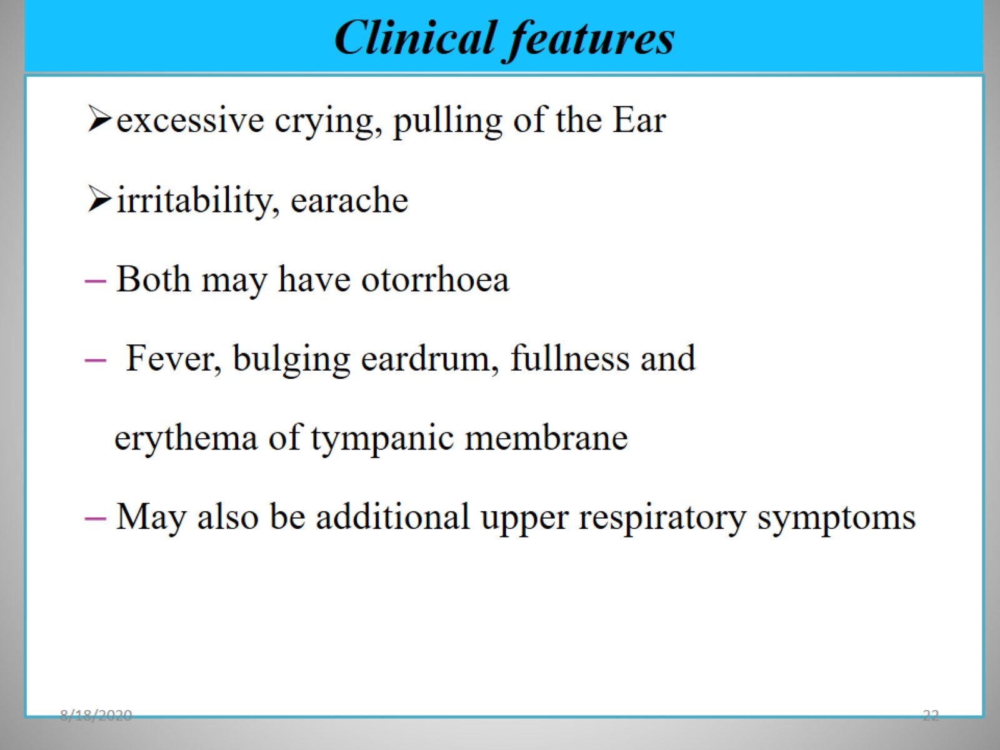 Clinical features
➢excessive crying, pulling of the Ear
➢irritability, earache
– Both may have otorrhoea
– Fever, bulging eardrum, fullness and
erythema of tympanic membrane
– May also be additional upper respiratory symptoms
8/18/2020
22